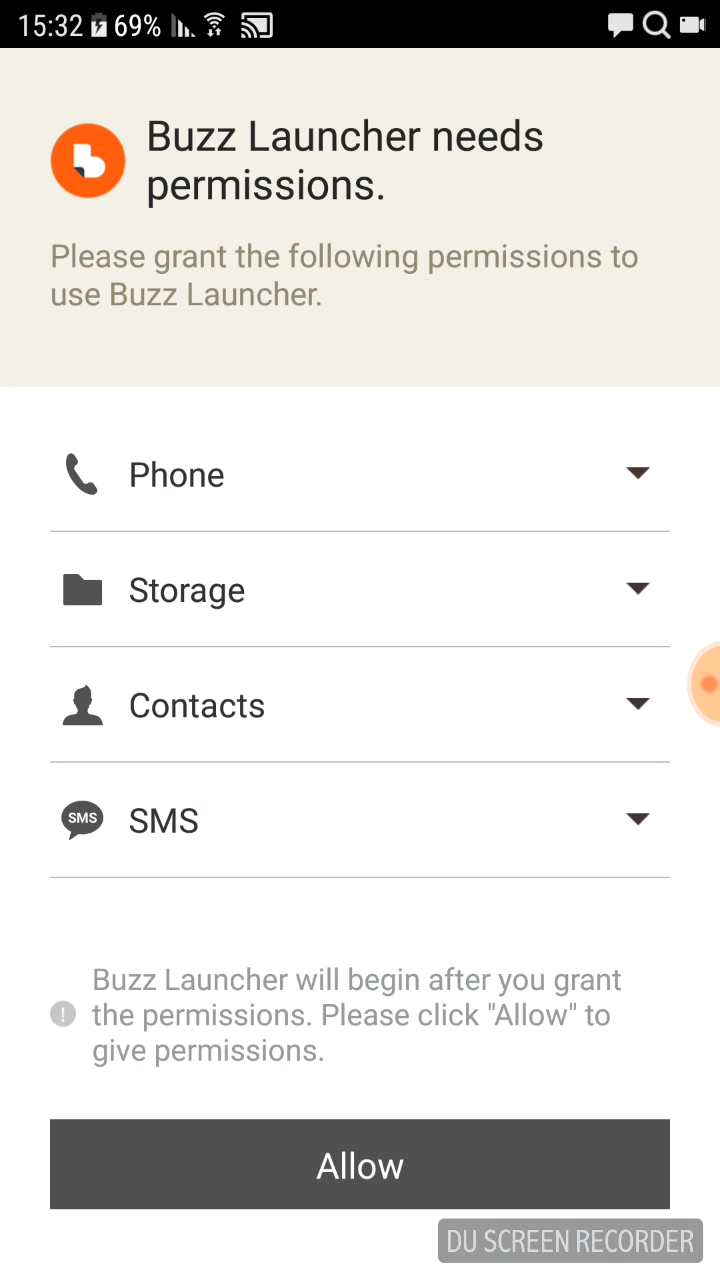 15:32 69%
Buzz Launcher needs
permissions.
Please grant the following permissions to
use Buzz Launcher.
Phone
Storage
Contacts
SMS SMS
Buzz Launcher will begin after you grant
the permissions. Please click "Allow" to
give permissions.
Allow
DU SCREEN RECORDER